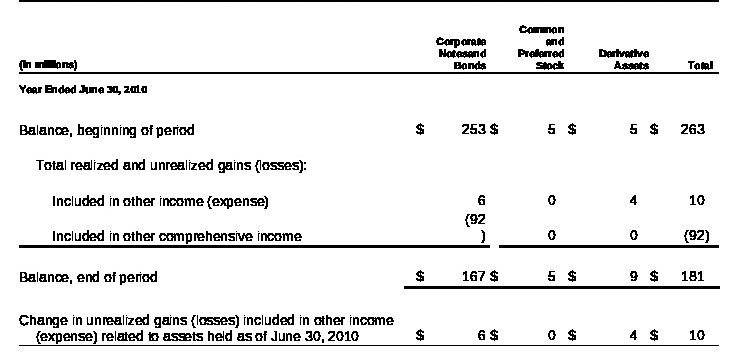 Common
Corporate and
Notesand Preferred Derivative
(In millions) Bonds Stock Assets Total
Year Ended June 30, 2010
Balance, beginning of period $ 253 $ 5 $ 5 $ 263
Total realized and unrealized gains (losses):
Included in other income (expense) 6 0 4 10
(92
Included in other comprehensive income ) 0 0 (92)
Balance, end of period $ 167 $ 5 $ 9 $ 181
Change in unrealized gains (losses) included in other income
(expense) related to assets held as of June 30, 2010 $ 6 $ 0 $ 4 $ 10